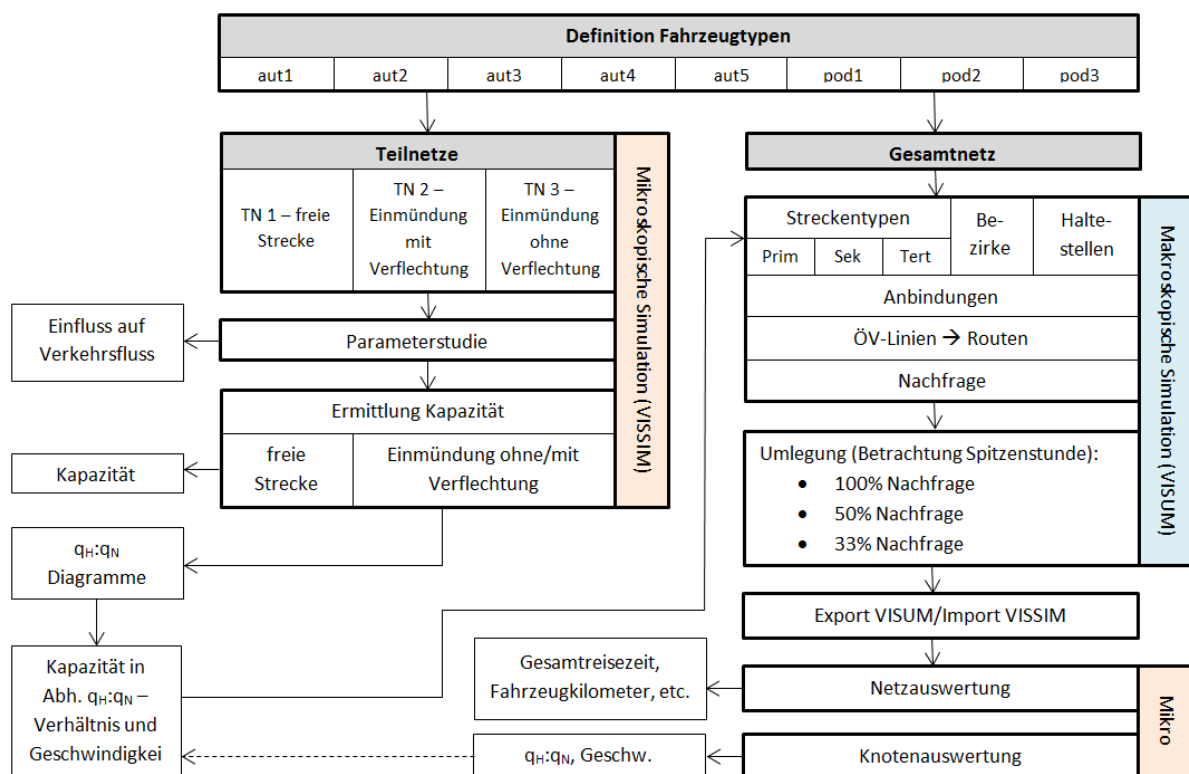 Definition Fahrzeugtypen
aut1 aut2 aut3 aut4 aut5 pod1 pod2 pod3
Teilnetze
TN 1 – freie
Strecke
TN 2 –
Einmündung
mit
Verflechtung
TN 3 –
Einmündung
ohne
Verflechtung
Mikroskopische Simulation (VISSIM)
Parameterstudie
Einfluss auf
Verkehrsfluss
Ermittlung Kapazität
freie
Strecke
Einmündung ohne/mit
Verflechtung
Kapazität
qH:qN
Diagramme
Kapazität in
Abh. qH:qN –
Verhältnis und
Geschwindigkei
Gesamtnetz
Streckentypen
Prim Sek Tert
Be-
zirke
Halte-
stellen
Anbindungen
ÖV-Linien → Routen
Nachfrage
Makroskopische Simulation (VISUM)
Umlegung (Betrachtung Spitzenstunde):
• 100% Nachfrage
• 50% Nachfrage
• 33% Nachfrage
Export VISUM/Import VISSIM
Netzauswertung
Gesamtreisezeit,
Fahrzeugkilometer, etc.
Knotenauswertung
qH:qN, Geschw.
Mikro